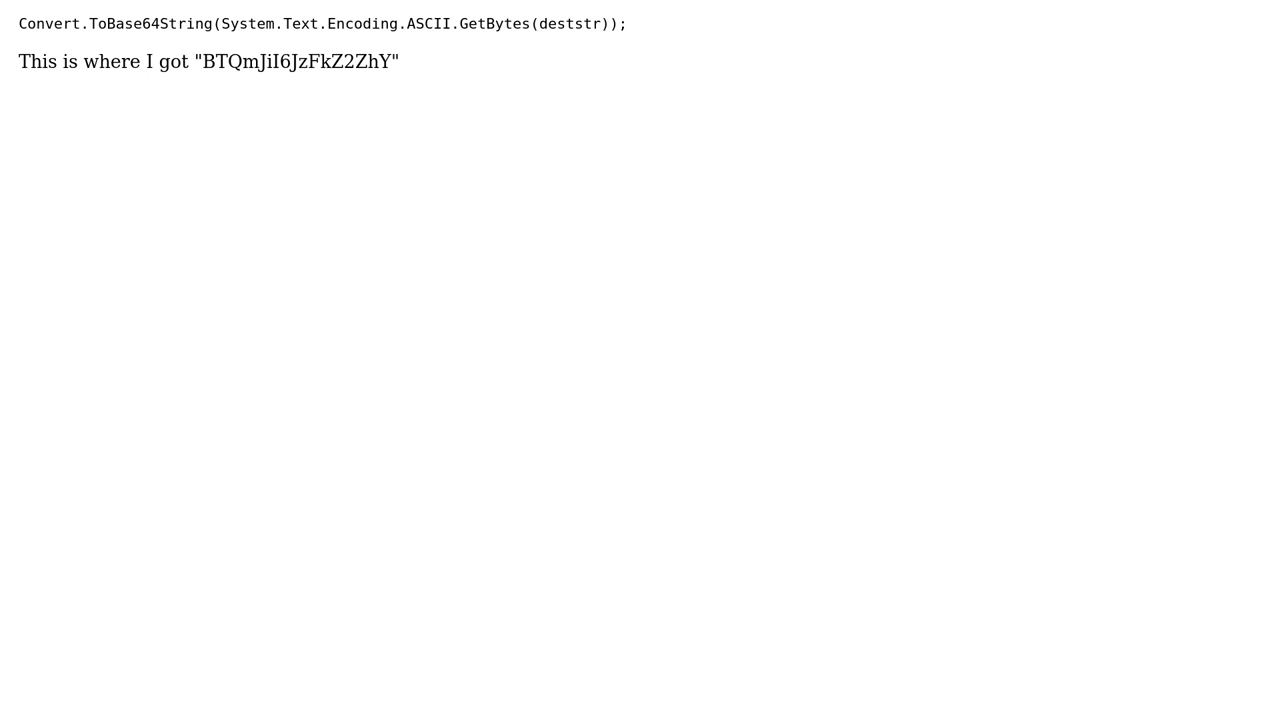 Convert.ToBase64String(System.Text.Encoding.ASCII.GetBytes(deststr));
This is where I got "BTQmJiI6JzFkZ2ZhY"